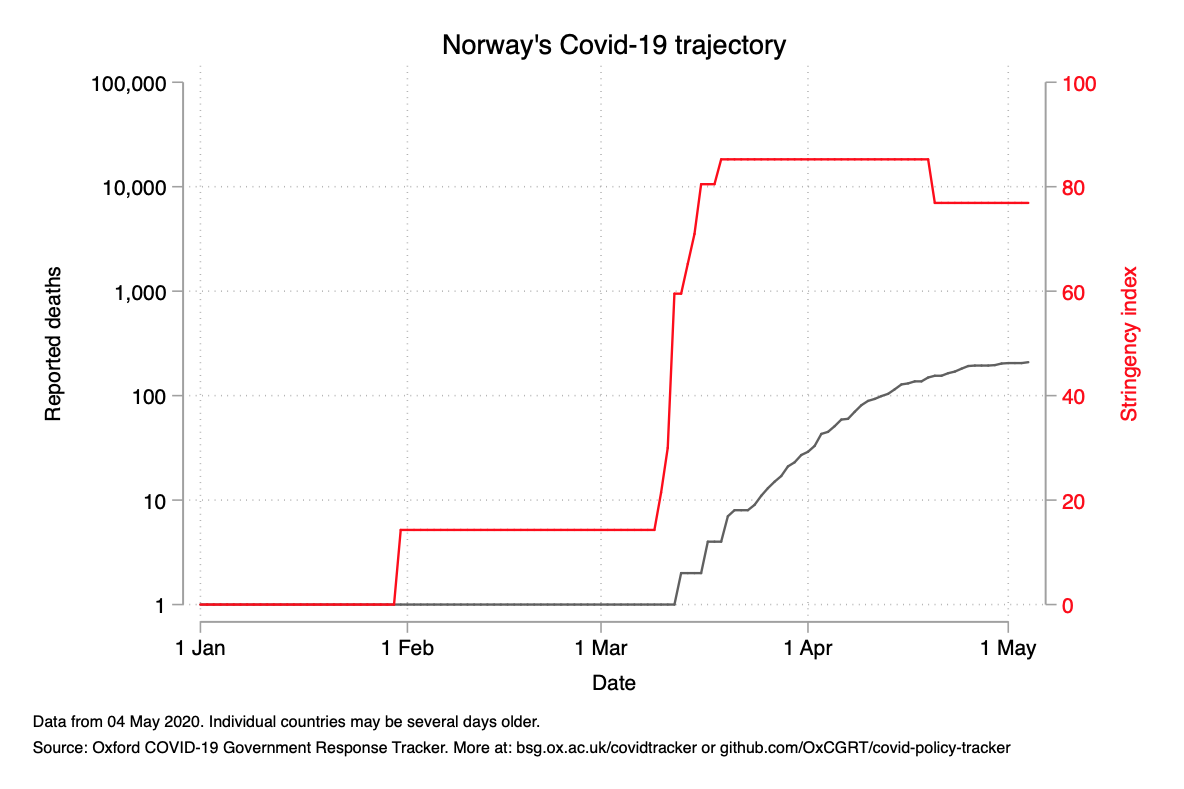 Norway's Covid-19 trajectory
100,000
10,000
1,000
100
10
1
Reported deaths
100
80
60
40
20
0
Stringency index
1 Jan
1 Feb
1 Mar
1 Apr
1 May
Date
Data from 04 May 2020. Individual countries may be several days older.
Source: Oxford COVID-19 Government Response Tracker. More at: bsg.ox.ac.uk/covidtracker or github.com/OxCGRT/covid-policy-tracker